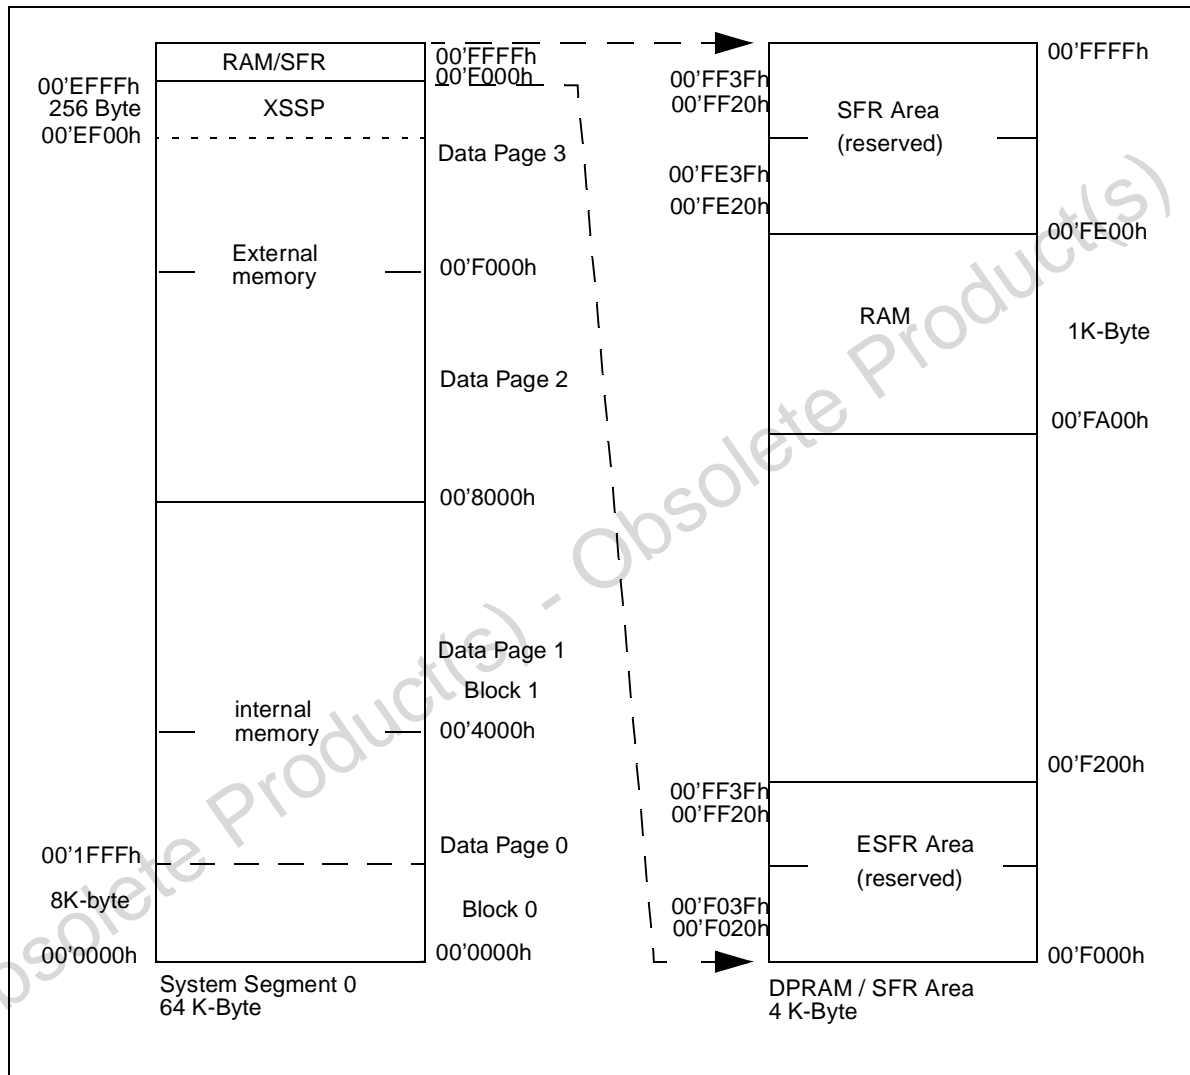 RAM/SFR
00'FFFFh
00'F000h
00'EFFFh
256 Byte
00'EF00h
XSSP
Data Page 3
External
memory
00'F000h
Data Page 2
00'8000h
Data Page 1
Block 1
internal
memory
00'4000h
00'1FFFh
Data Page 0
8K-byte
Block 0
00'0000h
00'0000h
System Segment 0
64 K-Byte
00'FFFFh
00'FF3Fh
00'FF20h
SFR Area
(reserved)
00'FE3Fh
00'FE20h
00'FE00h
RAM
1K-Byte
00'FA00h
00'F200h
00'FF3Fh
00'FF20h
ESFR Area
(reserved)
00'F03Fh
00'F020h
00'F000h
DPRAM / SFR Area
4 K-Byte
Obsolete Product(s) - Obsolete Product(s)